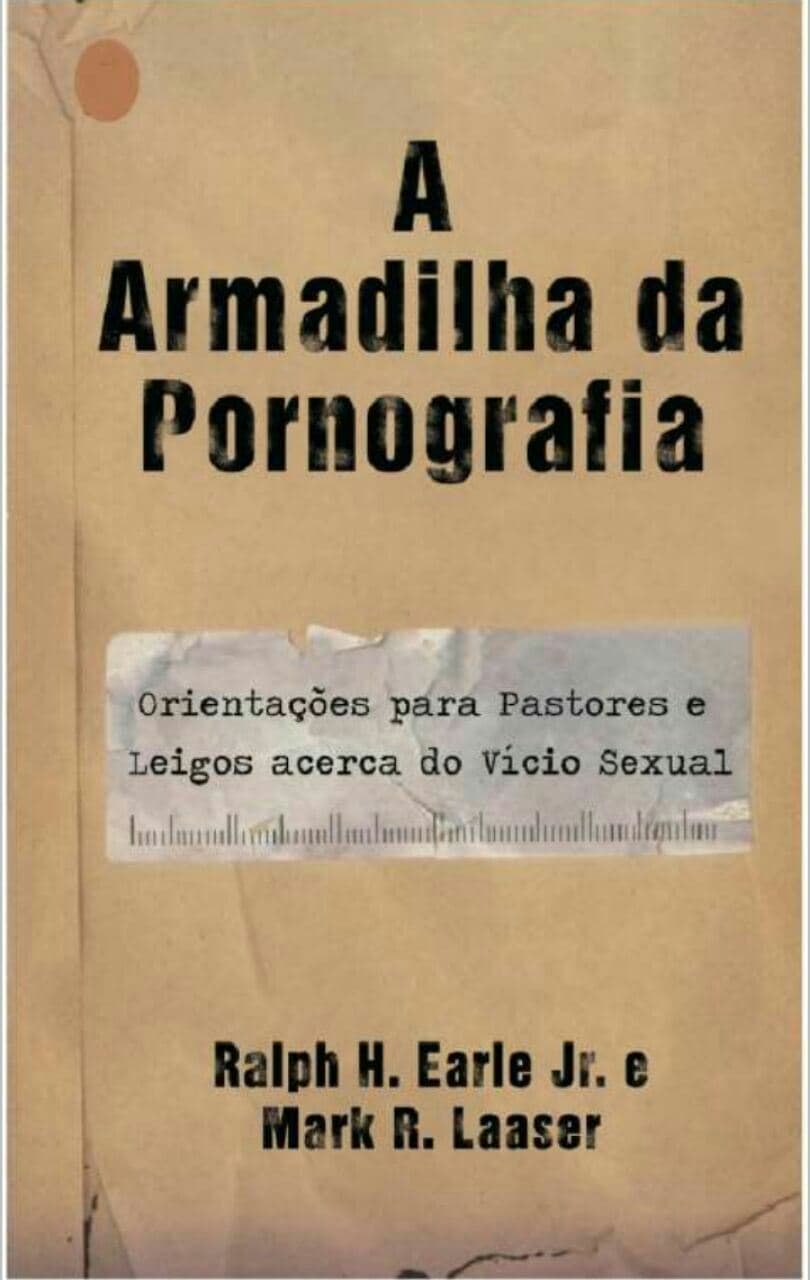 A
Armadilha da
Pornografia
Orientações para Pastores e
Leigos acerca do Vício Sexual
Ralph H. Earle Jr. e
Mark R. Laaser